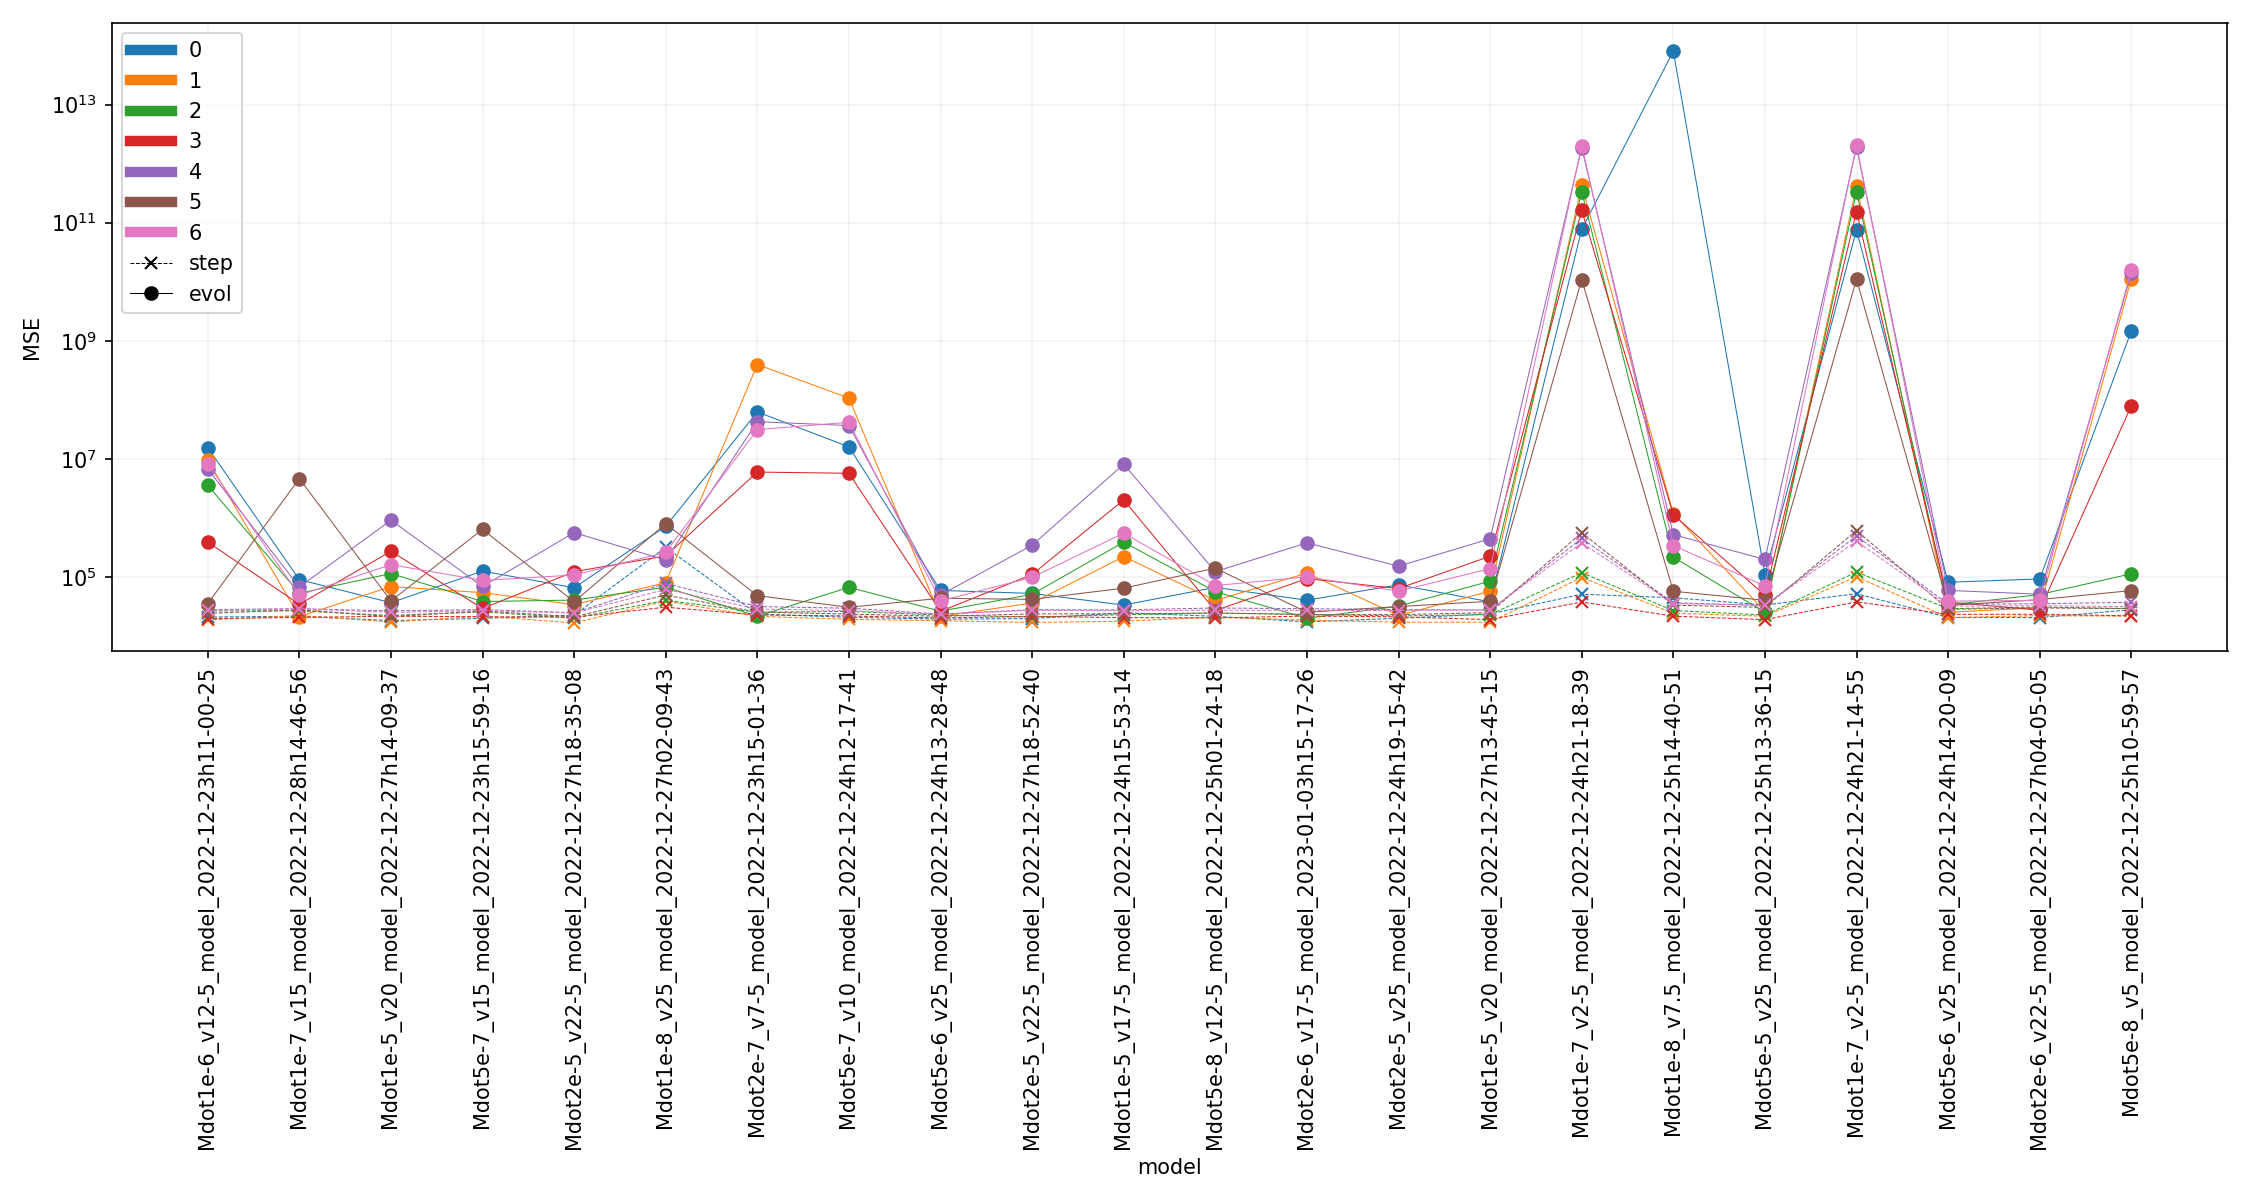 0
1
2
3
4
5
6
step
evol
MSE
10^13
10^11
10^9
10^7
10^5
Mdot1e-6_v12-5_model_2022-12-23h11-00-25
Mdot1e-7_v15_model_2022-12-28h14-46-56
Mdot1e-5_v20_model_2022-12-27h14-09-37
Mdot5e-7_v15_model_2022-12-23h15-59-16
Mdot2e-5_v22-5_model_2022-12-27h18-35-08
Mdot1e-8_v25_model_2022-12-27h02-09-43
Mdot2e-7_v7-5_model_2022-12-23h15-01-36
Mdot5e-7_v10_model_2022-12-24h12-17-41
Mdot5e-6_v25_model_2022-12-24h13-28-48
Mdot2e-5_v22-5_model_2022-12-27h18-52-40
Mdot1e-5_v17-5_model_2022-12-24h15-53-14
Mdot5e-8_v12-5_model_2022-12-25h01-24-18
Mdot2e-6_v17-5_model_2023-01-03h15-17-26
Mdot2e-5_v25_model_2022-12-24h19-15-42
Mdot1e-5_v20_model_2022-12-27h13-45-15
Mdot1e-7_v2-5_model_2022-12-24h21-18-39
Mdot1e-8_v7.5_model_2022-12-25h14-40-51
Mdot5e-5_v25_model_2022-12-25h13-36-15
Mdot1e-7_v2-5_model_2022-12-24h21-14-55
Mdot5e-6_v25_model_2022-12-24h14-20-09
Mdot2e-6_v22-5_model_2022-12-27h04-05-05
Mdot5e-8_v5_model_2022-12-25h10-59-57
model